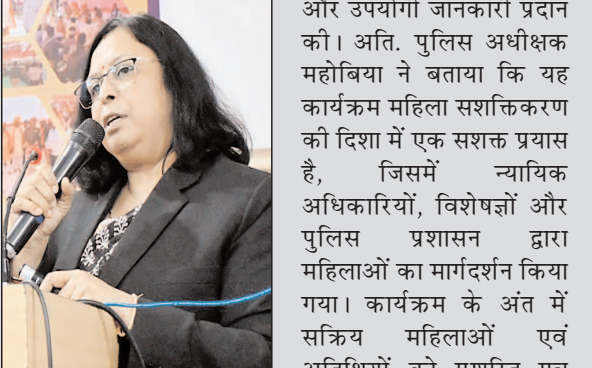 और उपयोगी जानकारी प्रदान
की। अति. पुलिस अधीक्षक
महोबिया ने बताया कि यह
कार्यक्रम महिला सशक्तिकरण
की दिशा में एक सशक्त प्रयास
है, जिसमें न्यायिक
अधिकारियों, विशेषज्ञों और
पुलिस प्रशासन द्वारा
महिलाओं का मार्गदर्शन किया
गया। कार्यक्रम के अंत में
सक्रिय महिलाओं एवं
अतिथियों को